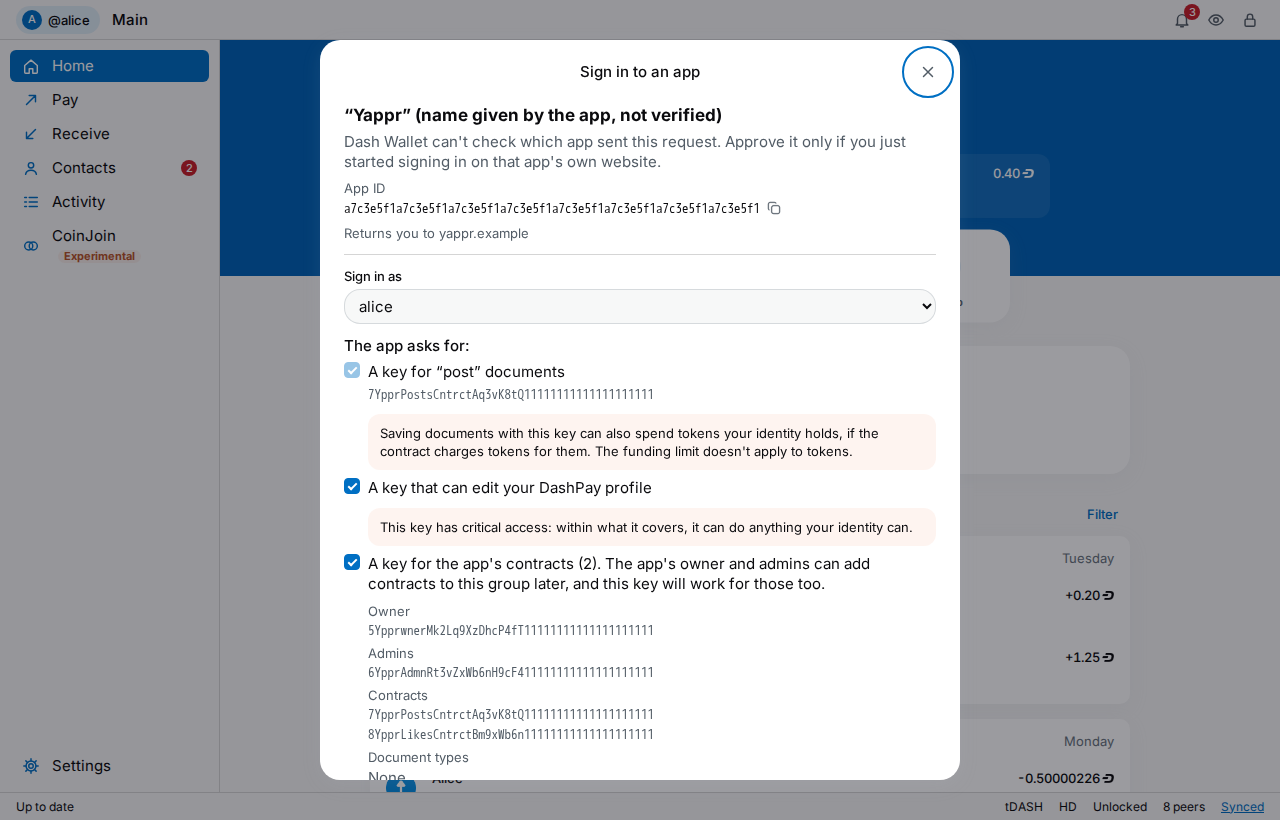 A @alice Main
3
Home
Pay
Receive
Contacts 2
Activity
CoinJoin
Experimental
Settings
Sign in to an app
“Yappr” (name given by the app, not verified)
Dash Wallet can't check which app sent this request. Approve it only if you just
started signing in on that app's own website.
App ID
a7c3e5f1a7c3e5f1a7c3e5f1a7c3e5f1a7c3e5f1a7c3e5f1a7c3e5f1a7c3e5f1
Returns you to yappr.example
Sign in as
alice
The app asks for:
A key for “post” documents
7YpprPostsCntrctAq3vK8tQ11111111111111111111
Saving documents with this key can also spend tokens your identity holds, if the
contract charges tokens for them. The funding limit doesn't apply to tokens.
A key that can edit your DashPay profile
This key has critical access: within what it covers, it can do anything your identity can.
A key for the app's contracts (2). The app's owner and admins can add
contracts to this group later, and this key will work for those too.
Owner
5YpprwnerMk2Lq9XzDhcP4fT11111111111111111111
Admins
6YpprAdmnRt3vZxWb6nH9cF411111111111111111111
Contracts
7YpprPostsCntrctAq3vK8tQ11111111111111111111
8YpprLikesCntrctBm9xWb6n11111111111111111111
Document types
None
0.40
Filter
Tuesday
+0.20
+1.25
Monday
Alice
-0.50000226
Up to date
tDASH HD Unlocked 8 peers Synced